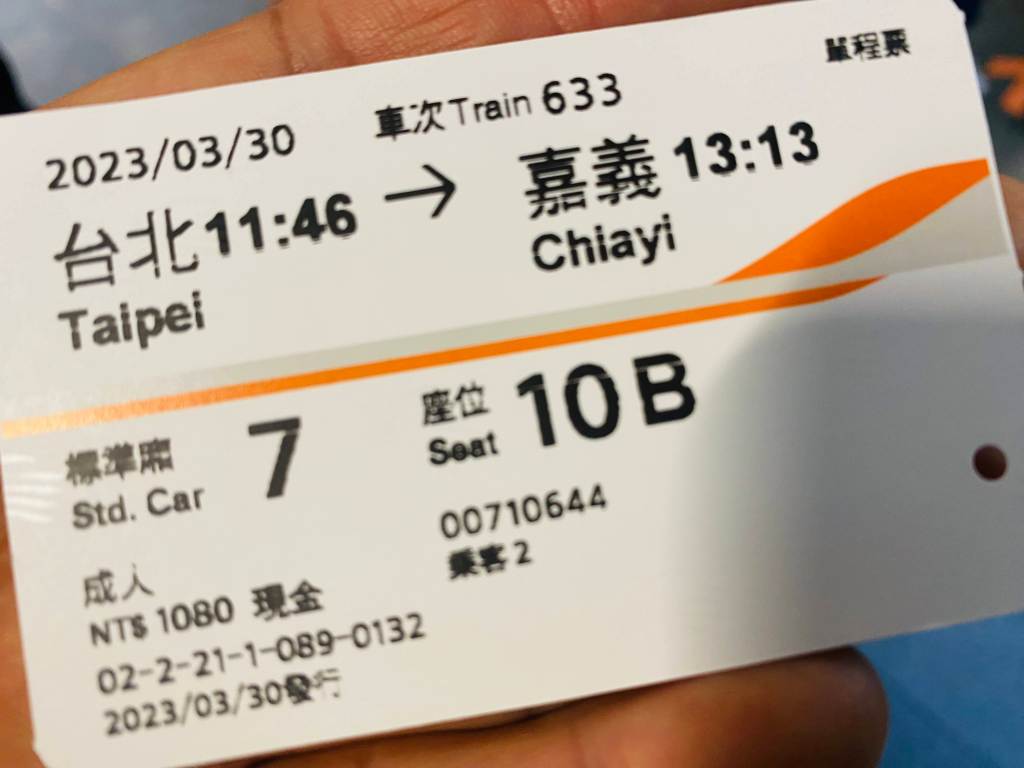 單程票
2023/03/30 車次Train 633
台北11:46 → 嘉義 13:13
Taipei Chiayi
標準廂 7 座位 10B
Std. Car Seat
00710644
成人 乘客 2
NT$ 1080 現金
02-2-21-1-089-0132
2023/03/30發行